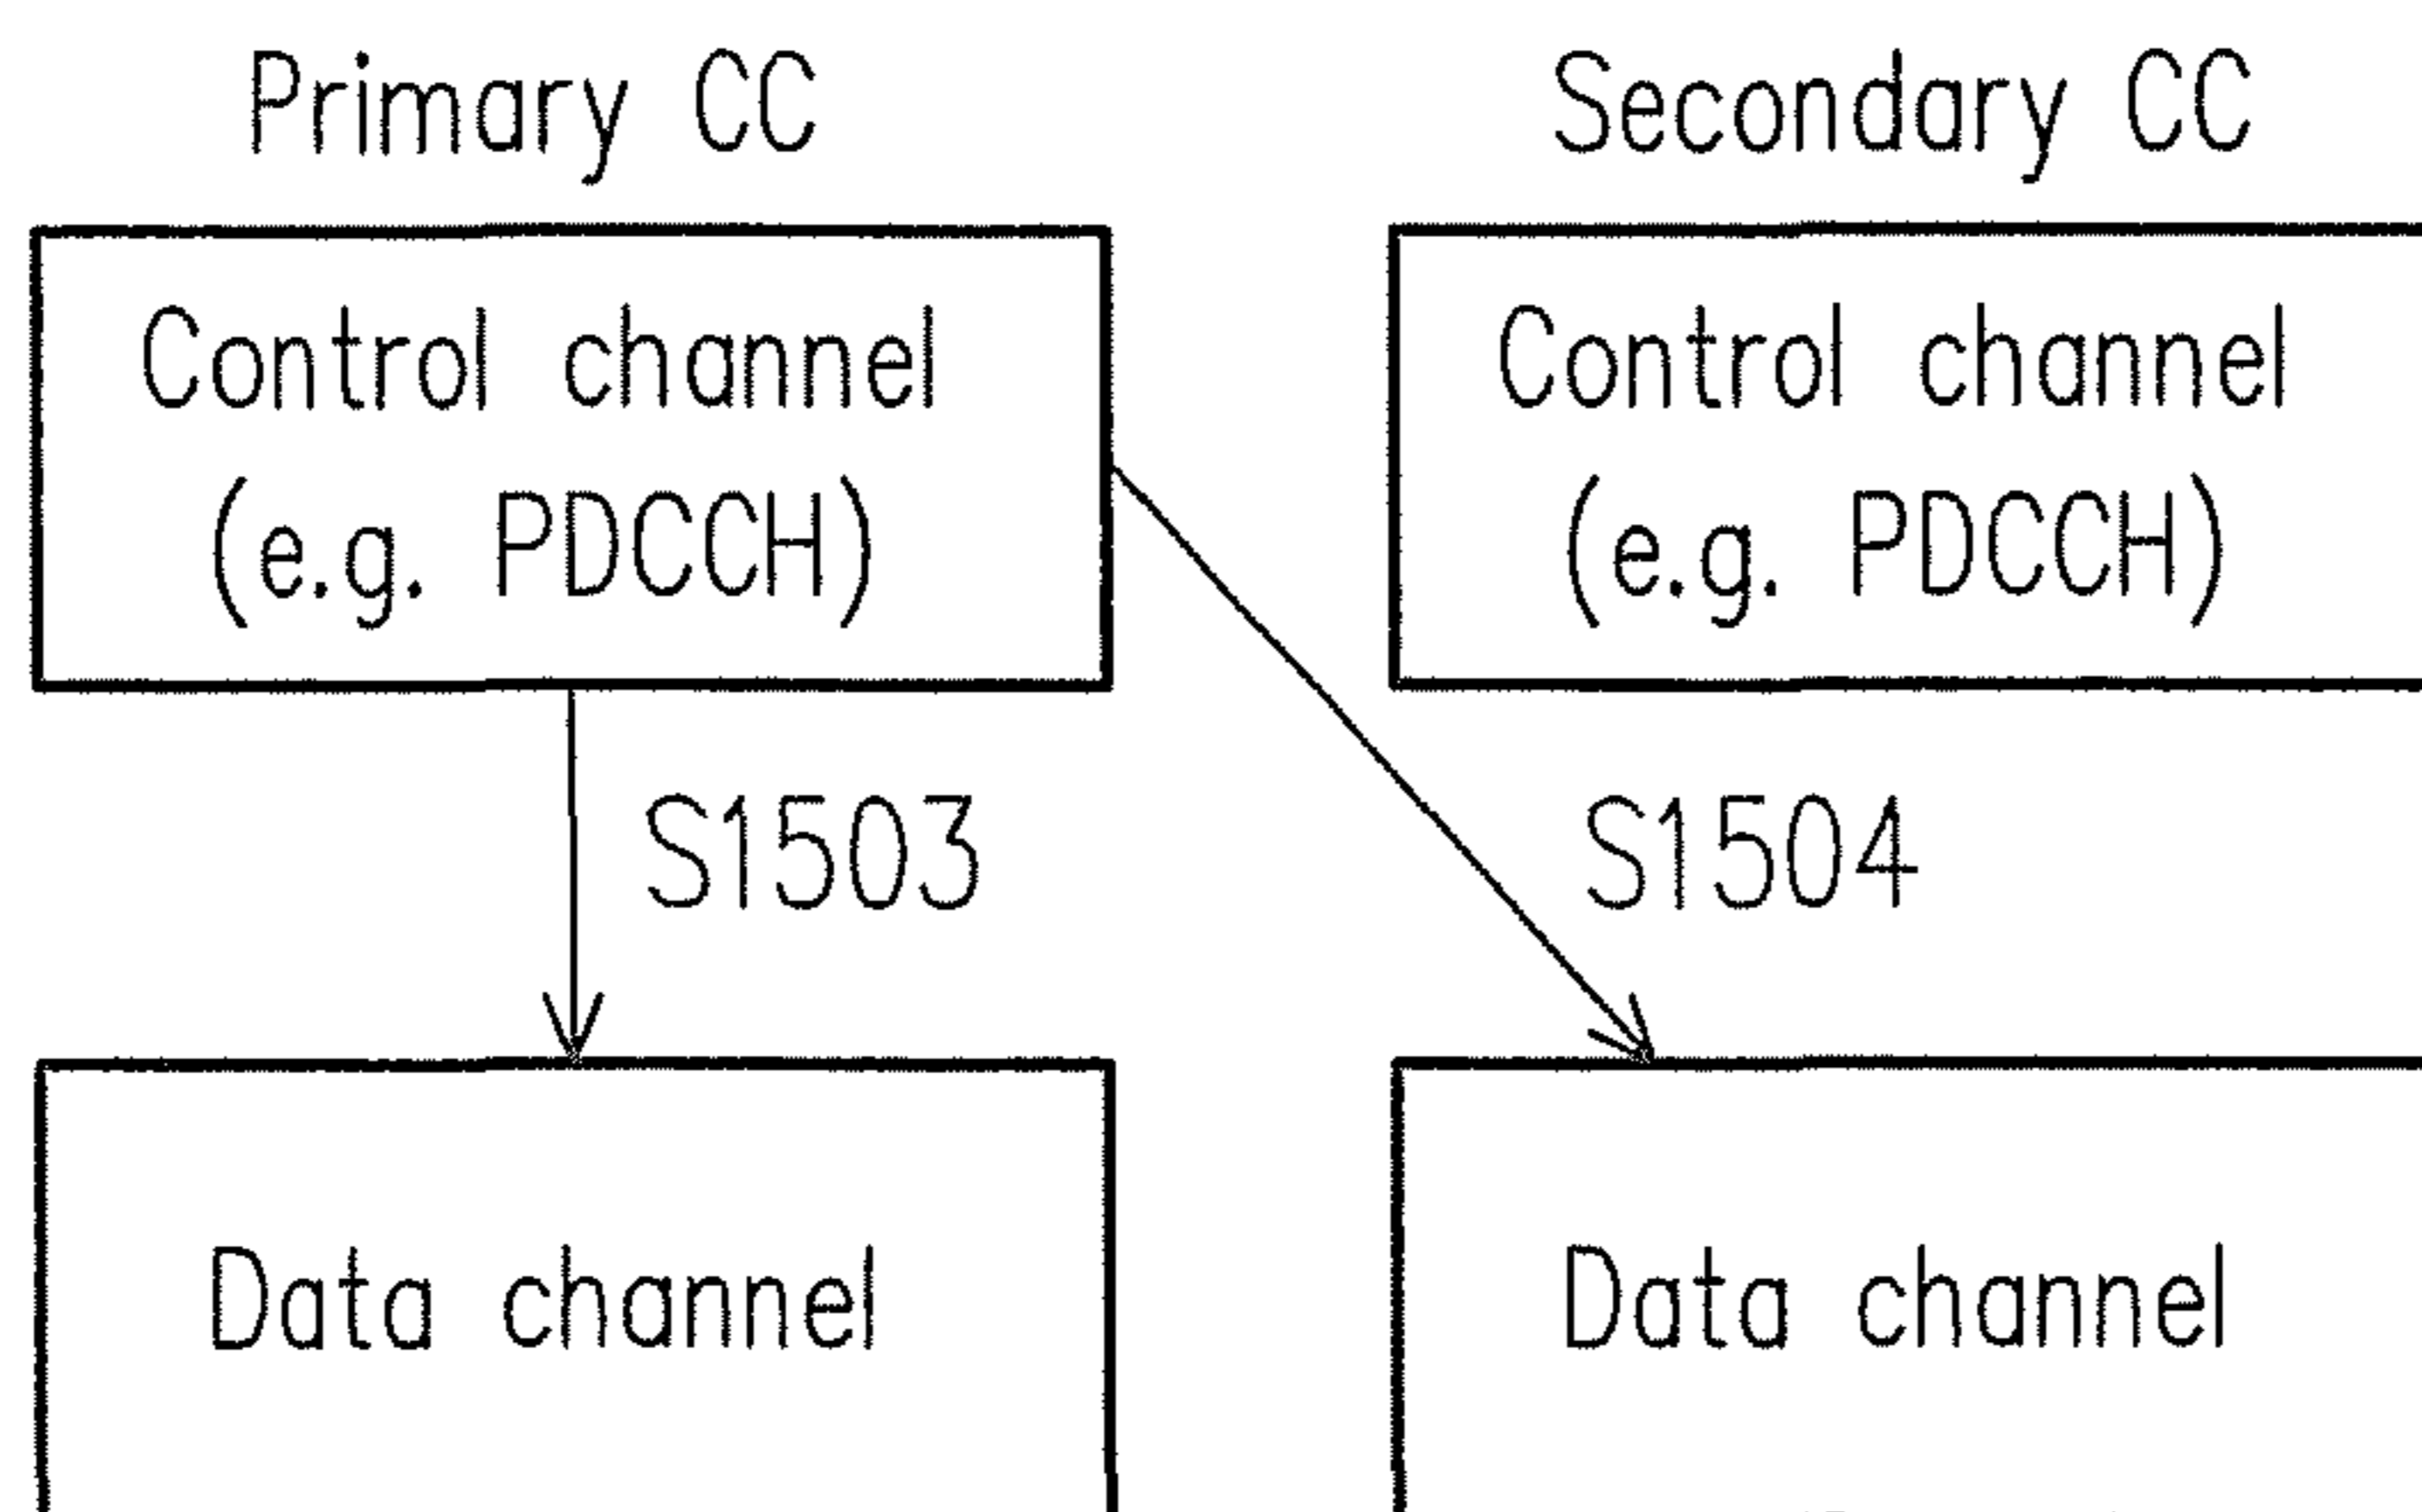 Primary CC
Secondary CC
Control channel
(e.g. PDCCH)
Control channel
(e.g. PDCCH)
S1503
S1504
Data channel
Data channel